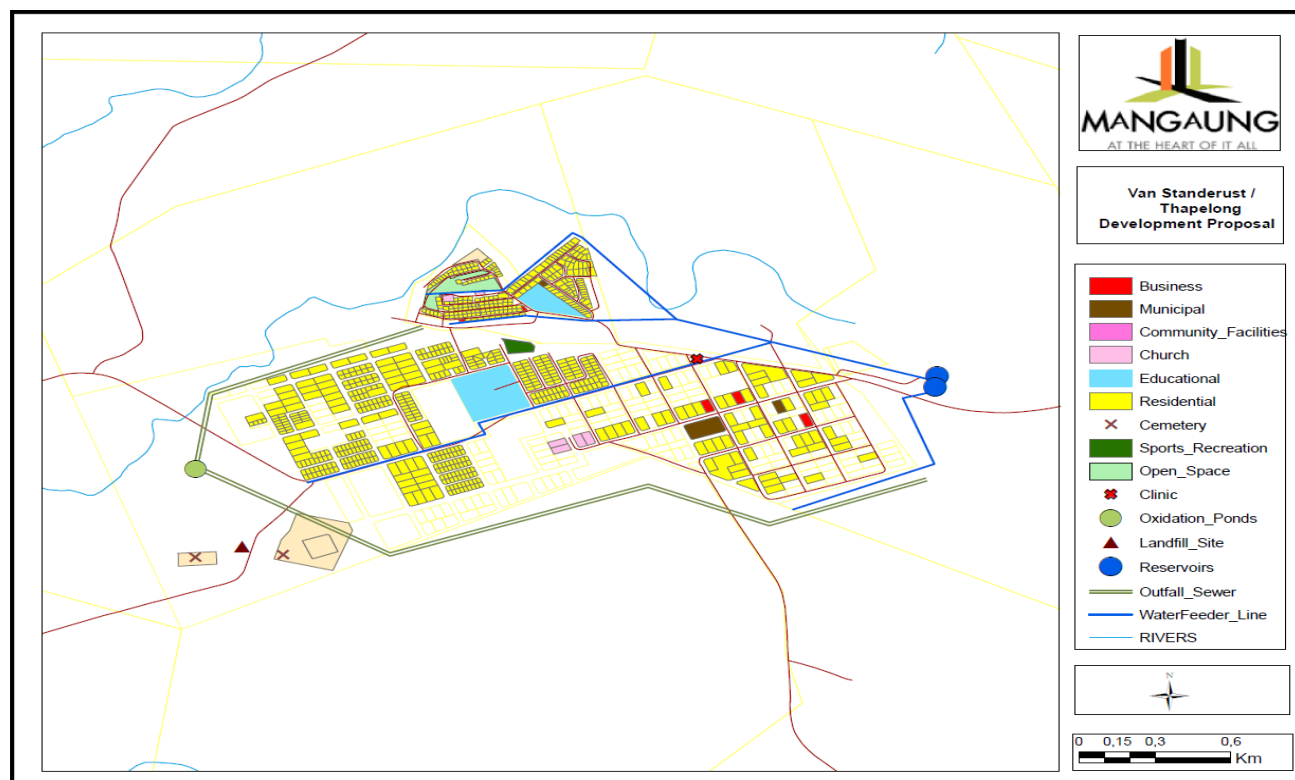 MANGAUNG
AT THE HEART OF IT ALL
Van Standerust /
Thapelong
Development Proposal
Business
Municipal
Community_Facilities
Church
Educational
Residential
Cemetery
Sports_Recreation
Open_Space
Clinic
Oxidation_Ponds
Landfill_Site
Reservoirs
Outfall_Sewer
WaterFeeder_Line
RIVERS
N
0 0,15 0,3 0,6
Km